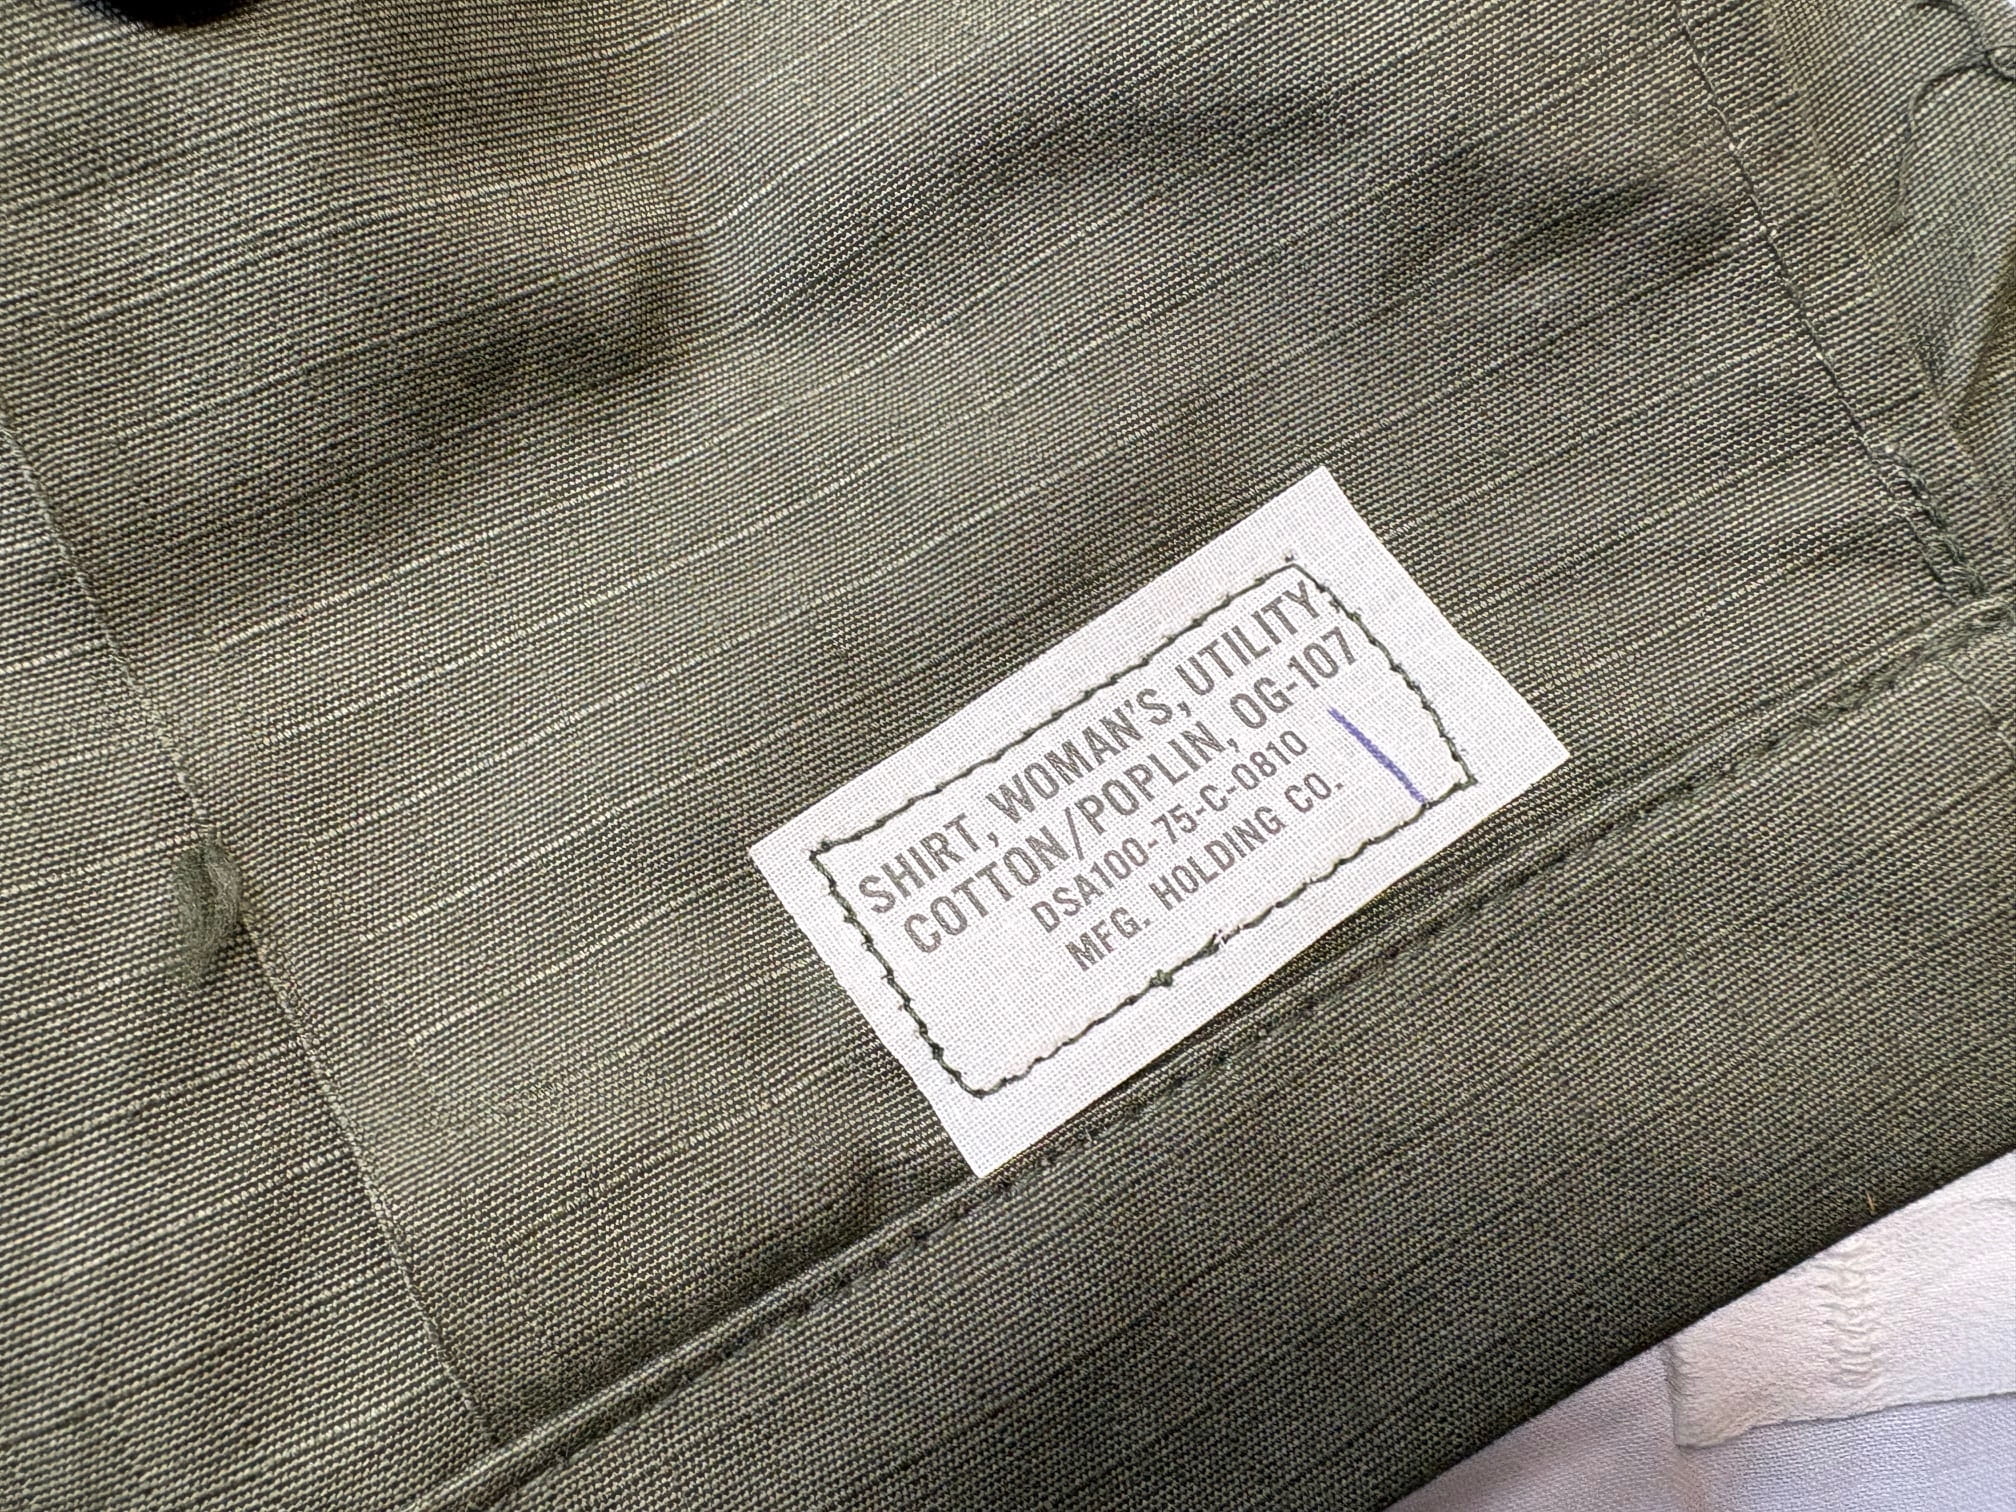 SHIRT, WOMAN'S, UTILITY,
COTTON/POPLIN, OG-107
DSA100-75-C-0810
MFG. HOLDING CO.